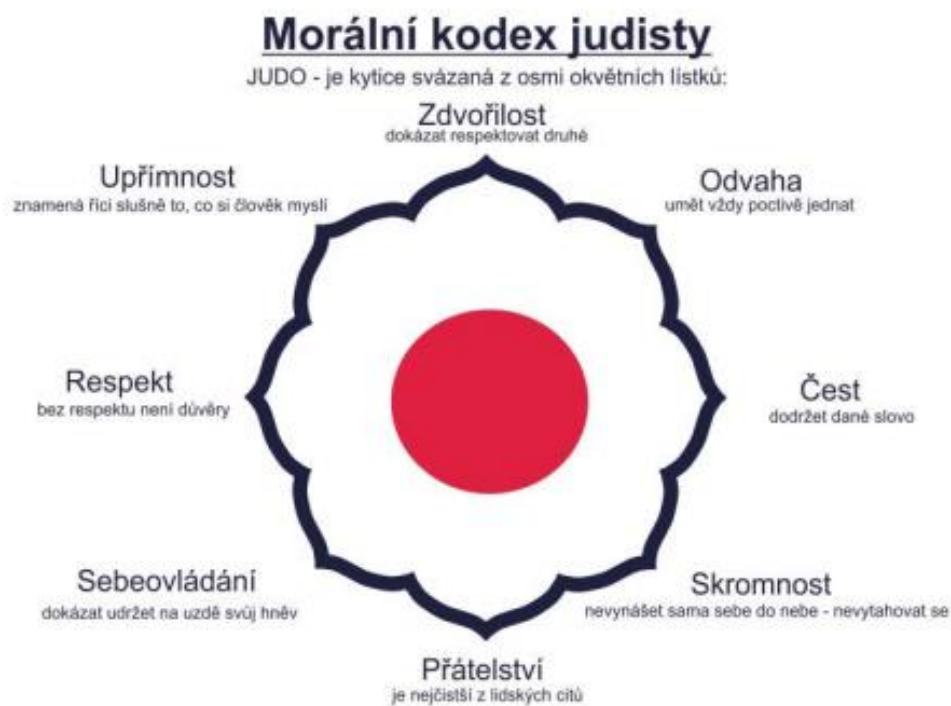 Morální kodex judisty
JUDO - je kytice svázaná z osmi okvětních lístků:
Zdvořilost
dokázat respektovat druhé
Upřímnost
znamená říci slušně to, co si člověk myslí
Odvaha
umět vždy poctivě jednat
Respekt
bez respektu není důvěry
Čest
dodržet dané slovo
Sebeovládání
dokázat udržet na uzdě svůj hněv
Skromnost
nevynášet sama sebe do nebe - nevytahovat se
Přátelství
je nejčistší z lidských citů